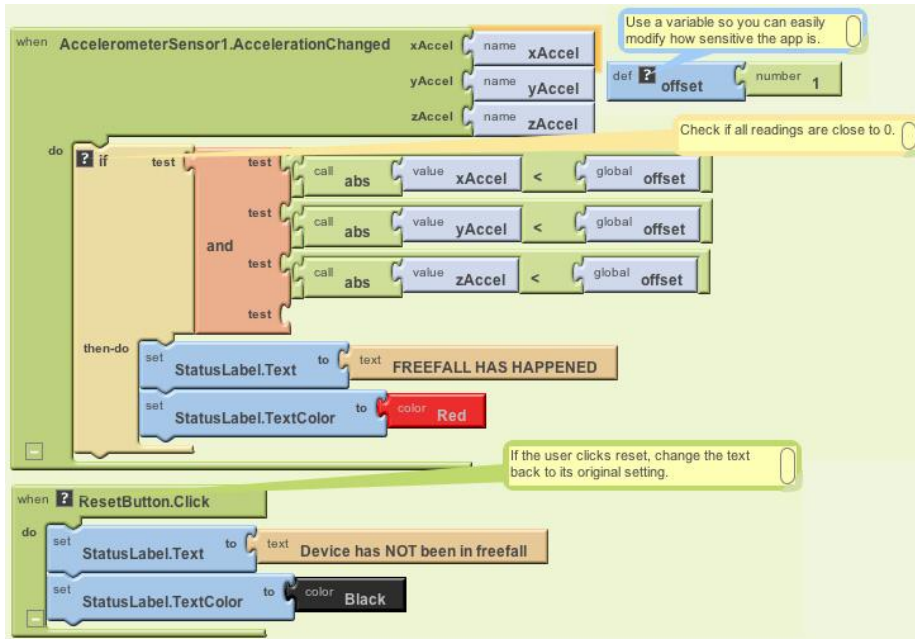 Use a variable so you can easily
modify how sensitive the app is.
when AccelerometerSensor1.AccelerationChanged xAccel name xAccel
def ? offset number 1
yAccel name yAccel
zAccel name zAccel
Check if all readings are close to 0.
do ? if test test call abs value xAccel < global offset
test call abs value yAccel < global offset
and
test call abs value zAccel < global offset
test
then-do set StatusLabel.Text to text FREEFALL HAS HAPPENED
set StatusLabel.TextColor to color Red
If the user clicks reset, change the text
back to its original setting.
when ? ResetButton.Click
do set StatusLabel.Text to text Device has NOT been in freefall
set StatusLabel.TextColor to color Black